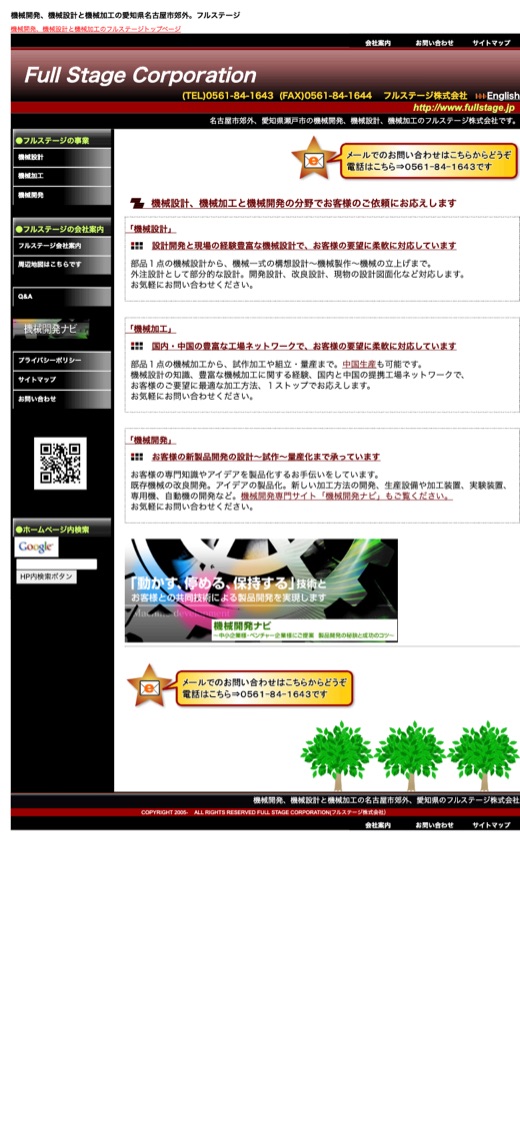 機械開発、機械設計と機械加工の愛知県名古屋市郊外。フルステージ
機械開発、機械設計と機械加工のフルステージトップページ
会社案内 お問い合わせ サイトマップ
Full Stage Corporation
(TEL)0561-84-1643 (FAX)0561-84-1644 フルステージ株式会社 English
http://www.fullstage.jp
名古屋市郊外、愛知県瀬戸市の機械開発、機械設計、機械加工のフルステージ株式会社です。
●フルステージの事業
機械設計
機械加工
機械開発
●フルステージの会社案内
フルステージ会社案内
周辺地図はこちらです
Q&A
機械開発ナビ
プライバシーポリシー
サイトマップ
お問い合わせ
●ホームページ内検索
Google
HP内検索ボタン
メールでのお問い合わせはこちらからどうぞ
電話はこちら⇒0561-84-1643です
機械設計、機械加工と機械開発の分野でお客様のご依頼にお応えします
「機械設計」
設計開発と現場の経験豊富な機械設計で、お客様の要望に柔軟に対応しています
部品１点の機械設計から、機械一式の構想設計～機械製作～機械の立上げまで。
外注設計として部分的な設計。開発設計、改良設計、現物の設計図面化など対応します。
お気軽にお問い合わせください。
「機械加工」
国内・中国の豊富な工場ネットワークで、お客様の要望に柔軟に対応しています
部品１点の機械加工から、試作加工や組立・量産まで。中国生産も可能です。
機械設計の知識、豊富な機械加工に関する経験、国内と中国の提携工場ネットワークで、
お客様のご要望に最適な加工方法、１ストップでお応えします。
お気軽にお問い合わせください。
「機械開発」
お客様の新製品開発の設計～試作～量産化まで承っています
お客様の専門知識やアイデアを製品化するお手伝いをしています。
既存機械の改良開発。アイデアの製品化。新しい加工方法の開発、生産設備や加工装置、実験装置、
専用機、自動機の開発など。機械開発専門サイト「機械開発ナビ」もご覧ください。
お気軽にお問い合わせください。
「動かす、停める、保持する」技術と
お客様との共同技術による製品開発を実現します
Machine development
機械開発ナビ
～中小企業様・ベンチャー企業様にご提案 製品開発の秘訣と成功のコツ～
メールでのお問い合わせはこちらからどうぞ
電話はこちら⇒0561-84-1643です
機械開発、機械設計と機械加工の名古屋市郊外、愛知県のフルステージ株式会社
COPYRIGHT 2005- ALL RIGHTS RESERVED FULL STAGE CORPORATION(フルステージ株式会社)
会社案内 お問い合わせ サイトマップ